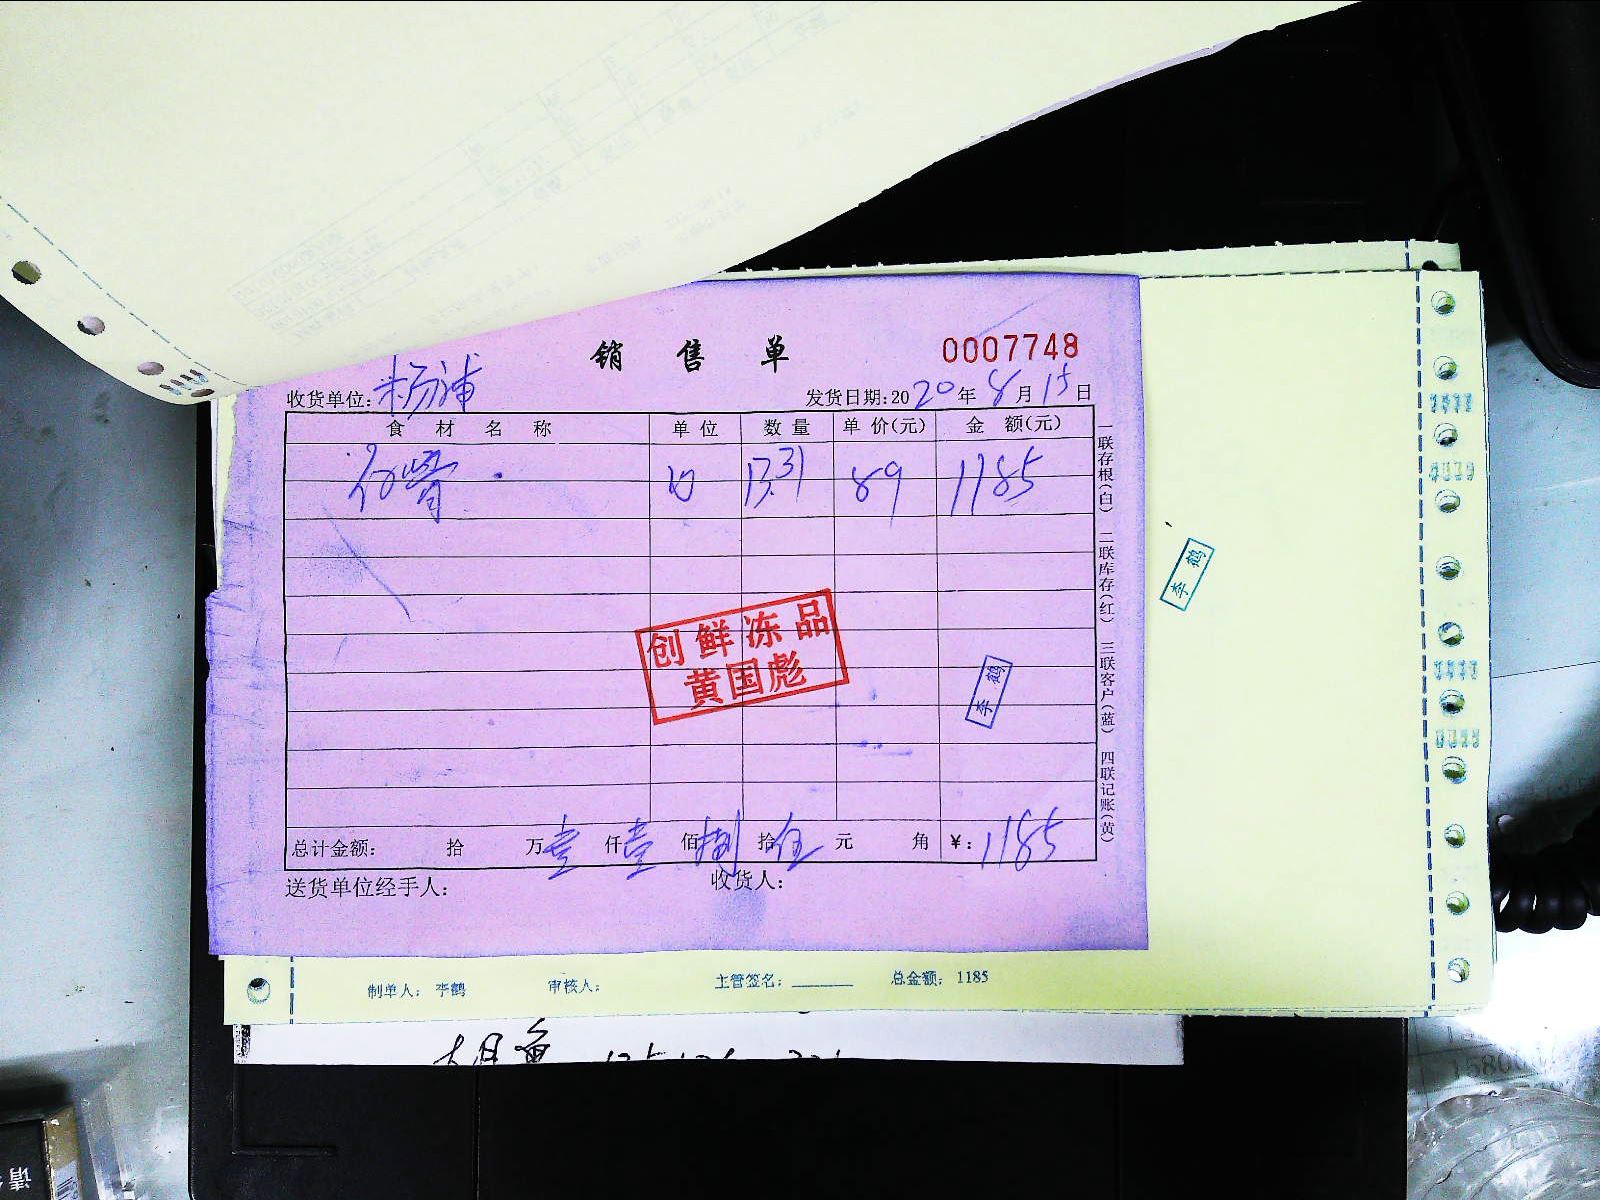 销售单 0007748
收货单位:杨浦 发货日期:2020年8月15日
食材名称 单位 数量 单价(元) 金额(元)
13.31 89 1185
创鲜冻品
黄国彪
李鹤
李鹤
总计金额: 拾 万壹仟壹佰捌拾伍元 角 ¥:1185
送货单位经手人: 收货人:
一联存根(白) 二联库存(红) 三联客户(蓝) 四联记账(黄)
制单人: 李鹤 审核人: 主管签名: 总金额: 1185
请